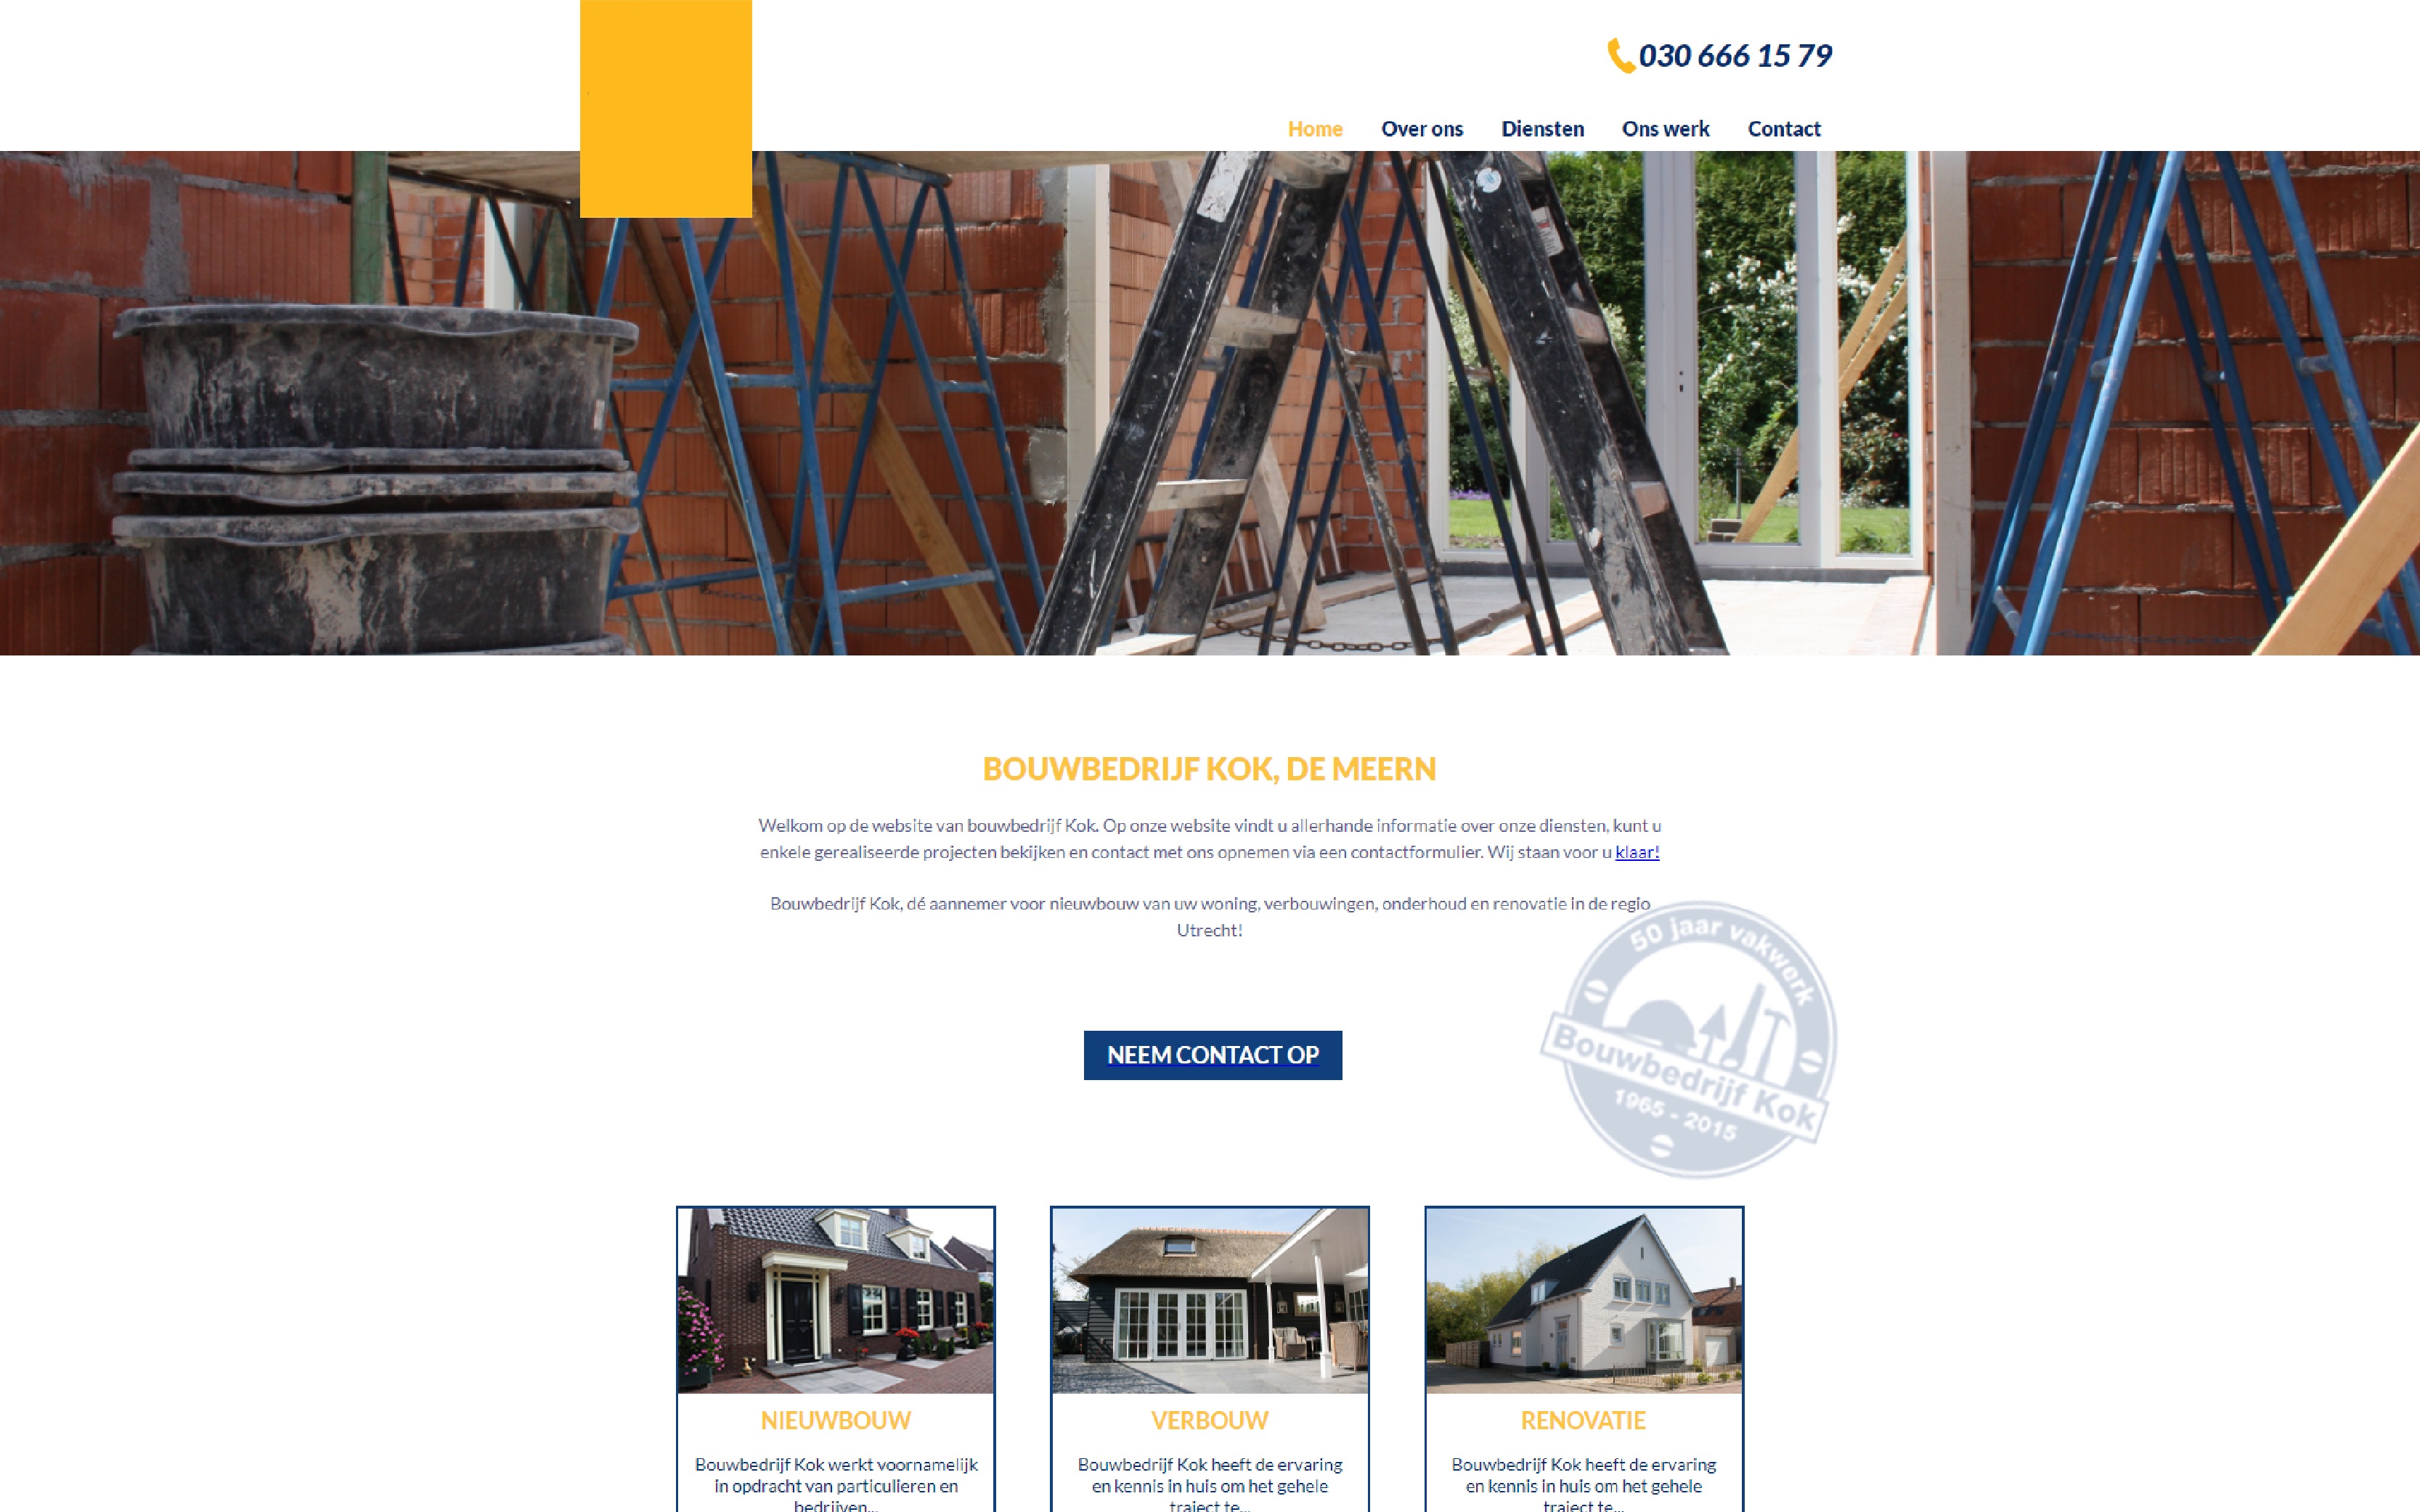 030 666 15 79
Home Over ons Diensten Ons werk Contact
BOUWBEDRIJF KOK, DE MEERN
Welkom op de website van bouwbedrijf Kok. Op onze website vindt u allerhande informatie over onze diensten, kunt u
enkele gerealiseerde projecten bekijken en contact met ons opnemen via een contactformulier. Wij staan voor u klaar!
Bouwbedrijf Kok, dé aannemer voor nieuwbouw van uw woning, verbouwingen, onderhoud en renovatie in de regio
Utrecht!
50 jaar vakwerk
Bouwbedrijf Kok
1965 - 2015
NEEM CONTACT OP
NIEUWBOUW
Bouwbedrijf Kok werkt voornamelijk
in opdracht van particulieren en
bedrijven...
VERBOUW
Bouwbedrijf Kok heeft de ervaring
en kennis in huis om het gehele
traject te...
RENOVATIE
Bouwbedrijf Kok heeft de ervaring
en kennis in huis om het gehele
traject te...